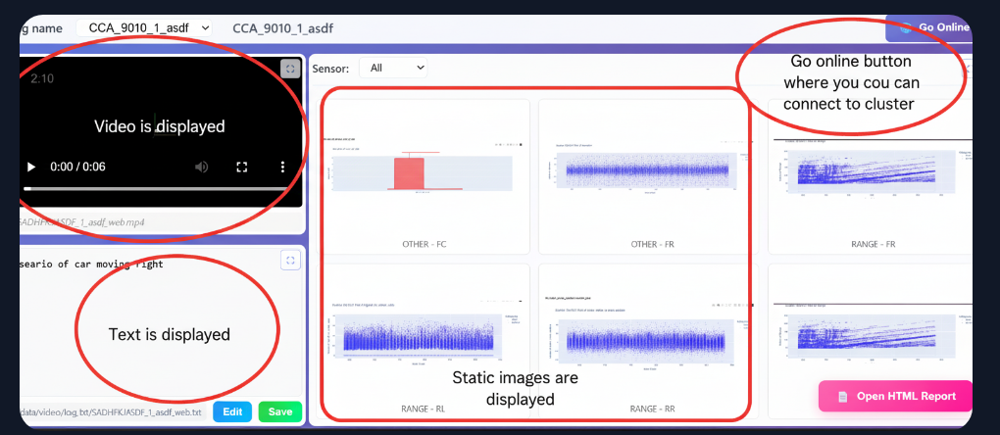 g name
CCA_9010_1_asdf
CCA_9010_1_asdf
Go Online
2.10
Video is displayed
0:00 / 0:06
SADHFKJASDF_1_asdf_web.mp4
seario of car moving right
Text is displayed
data/video/log_txt/SADHFKJASDF_1_asdf_web.txt
Edit
Save
Sensor:
All
Go online button
where you cou can
connect to cluster
OTHER - FC
OTHER - FR
RANGE - FR
RANGE - RL
RANGE - RR
Static images are
displayed
Open HTML Report